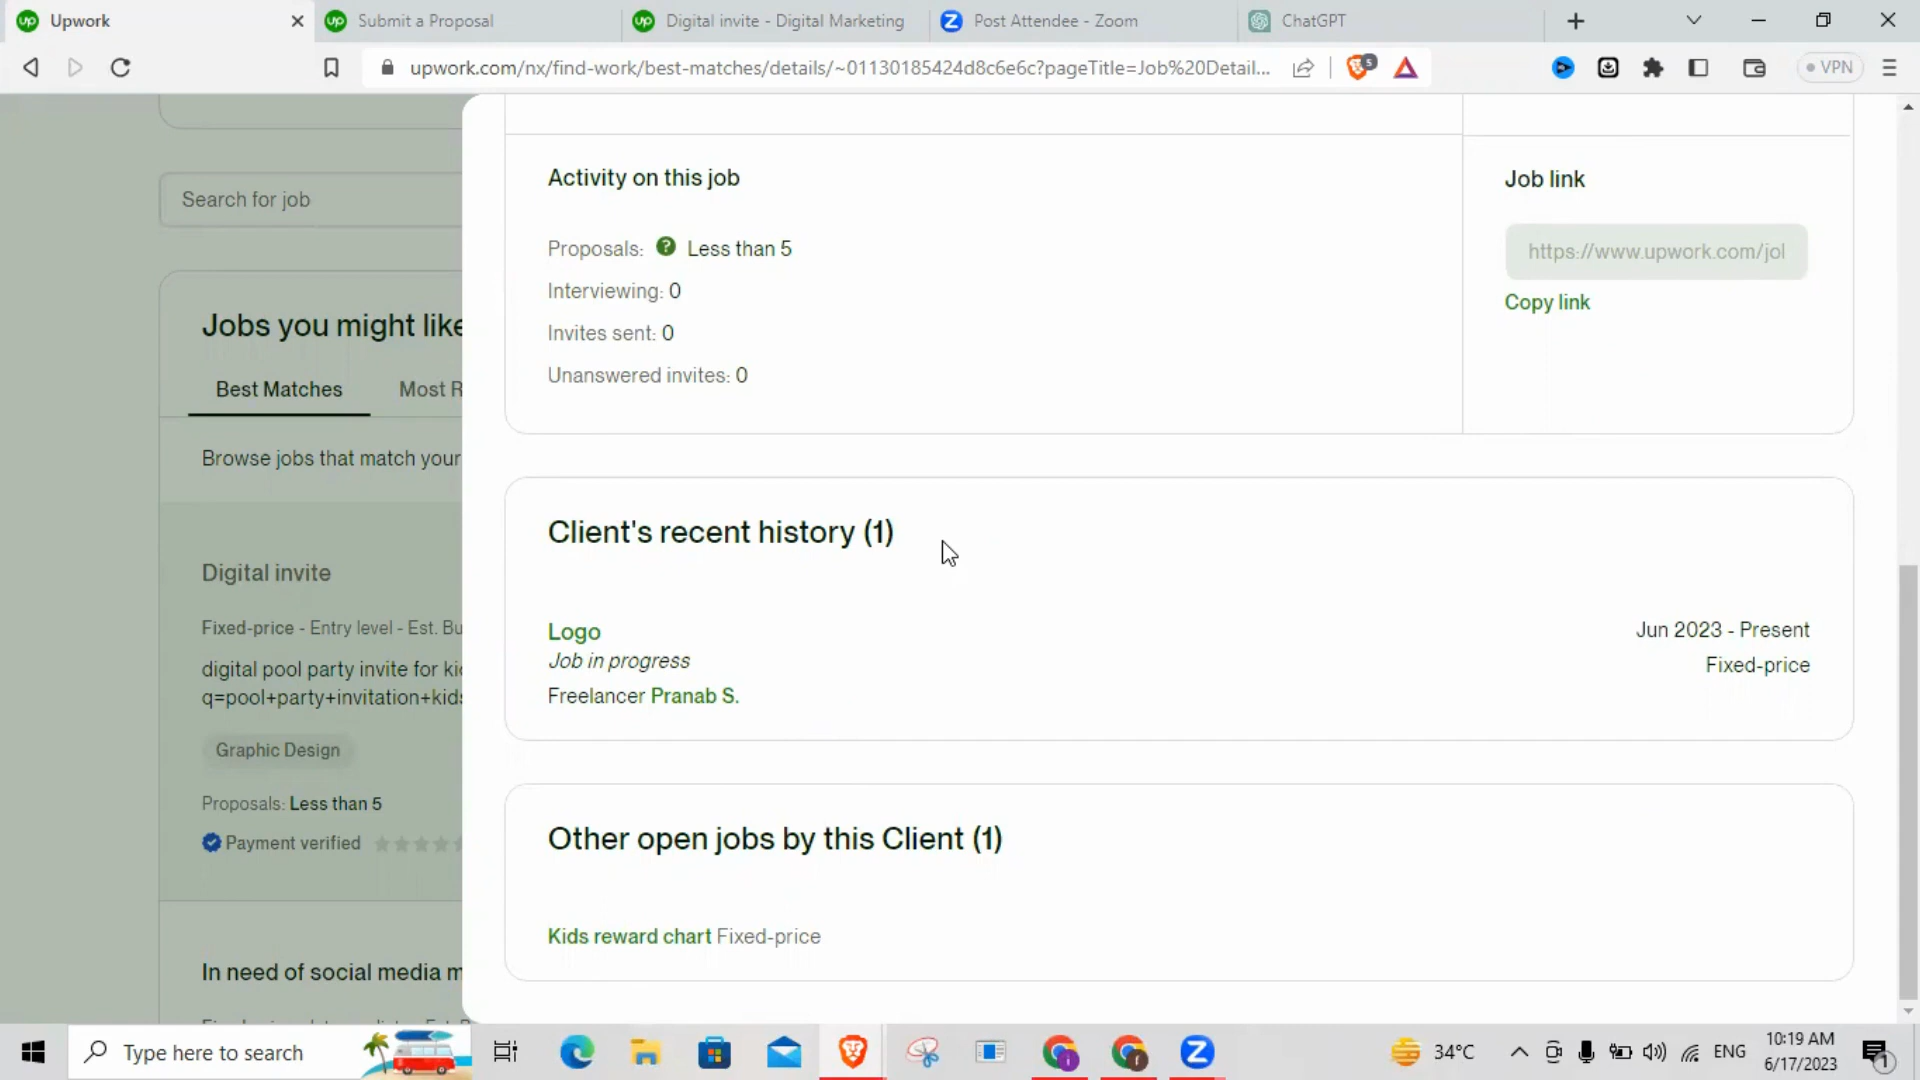 Upwork
Submit a Proposal
Digital invite - Digital Marketing
Post Attendee - Zoom
ChatGPT
upwork.com/nx/find-work/best-matches/details/~01130185424d8c6e6c?pageTitle=Job%20Detail...
5
VPN
Search for job
Jobs you might like
Best Matches
Most R
Browse jobs that match your
Digital invite
Fixed-price - Entry level - Est. Bu
digital pool party invite for kid
q=pool+party+invitation+kids
Graphic Design
Proposals: Less than 5
Payment verified
In need of social media m
Activity on this job
Proposals: ? Less than 5
Interviewing: 0
Invites sent: 0
Unanswered invites: 0
Job link
https://www.upwork.com/jol
Copy link
Client's recent history (1)
Logo
Job in progress
Freelancer Pranab S.
Jun 2023 - Present
Fixed-price
Other open jobs by this Client (1)
Kids reward chart Fixed-price
Type here to search
34°C
ENG
10:19 AM
6/17/2023
1